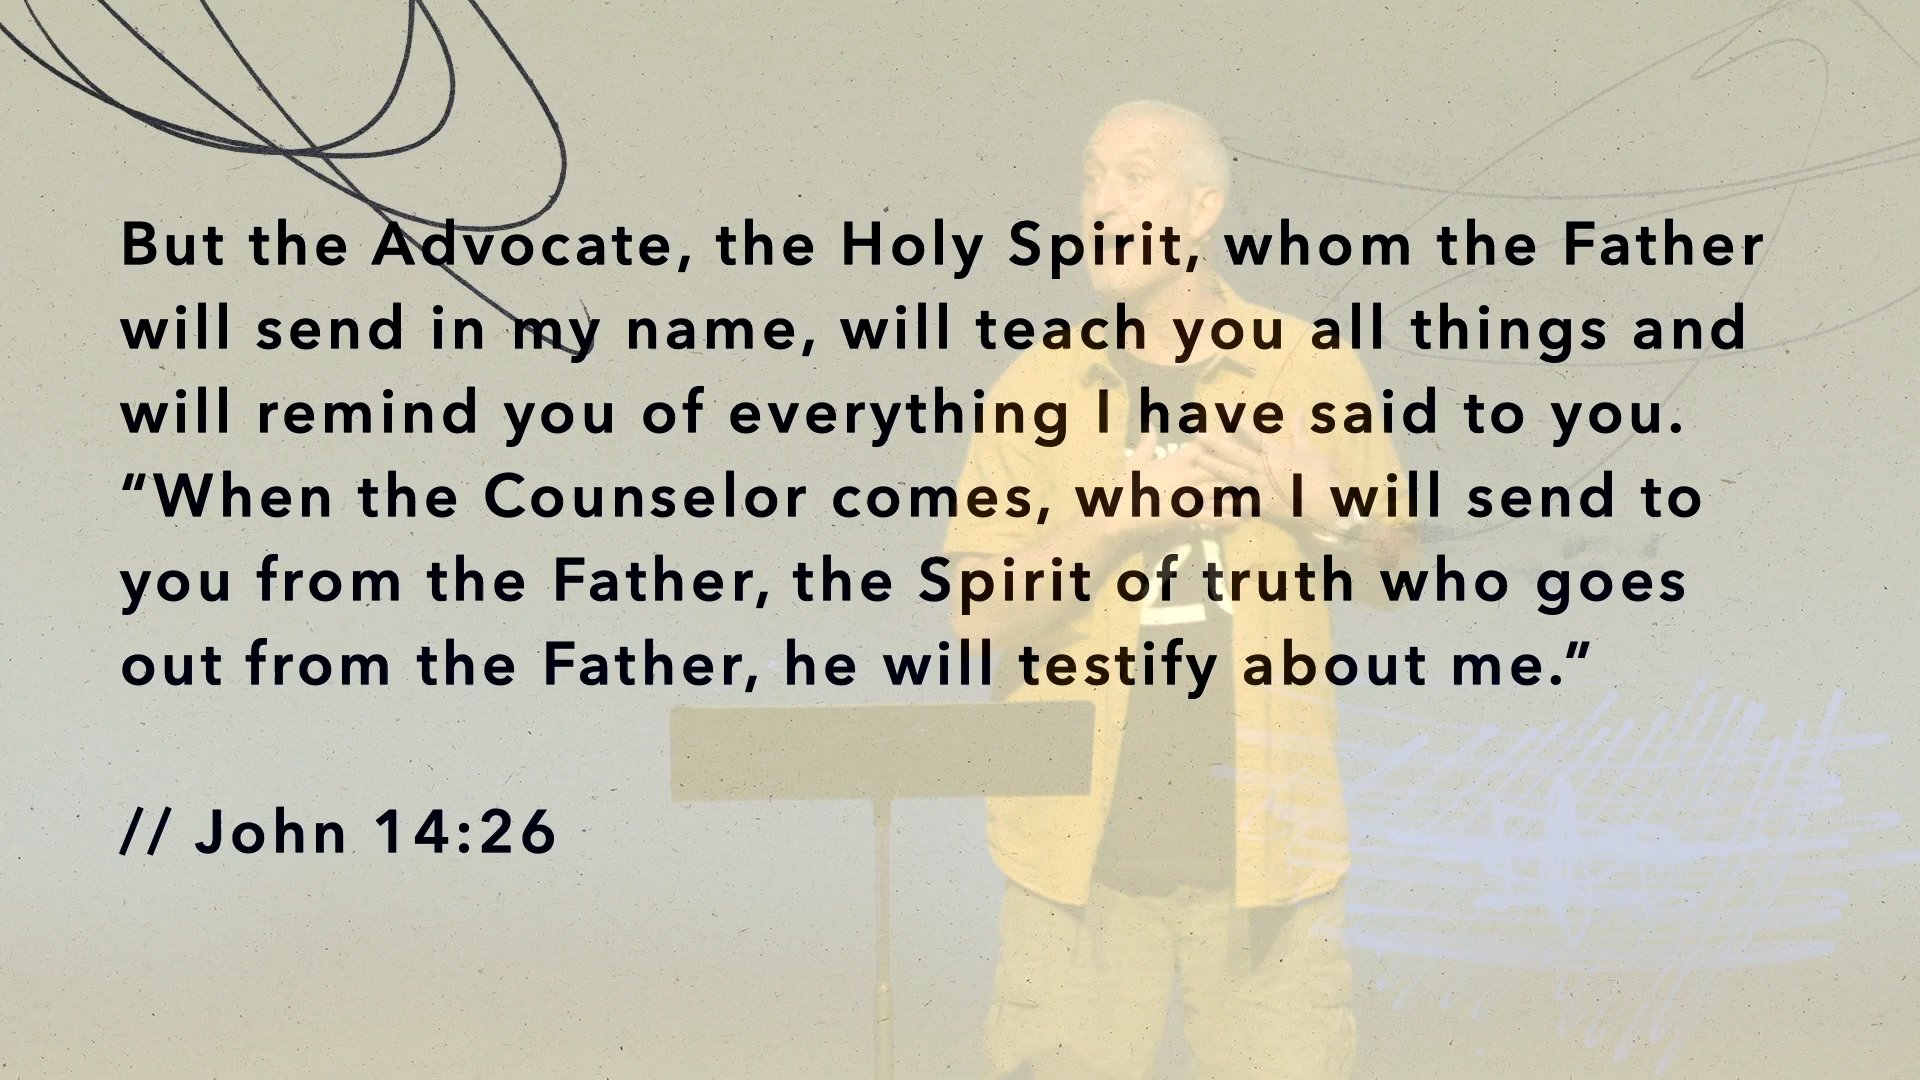 But the Advocate, the Holy Spirit, whom the Father
will send in my name, will teach you all things and
will remind you of everything I have said to you.
“When the Counselor comes, whom I will send to
you from the Father, the Spirit of truth who goes
out from the Father, he will testify about me.”
// John 14:26